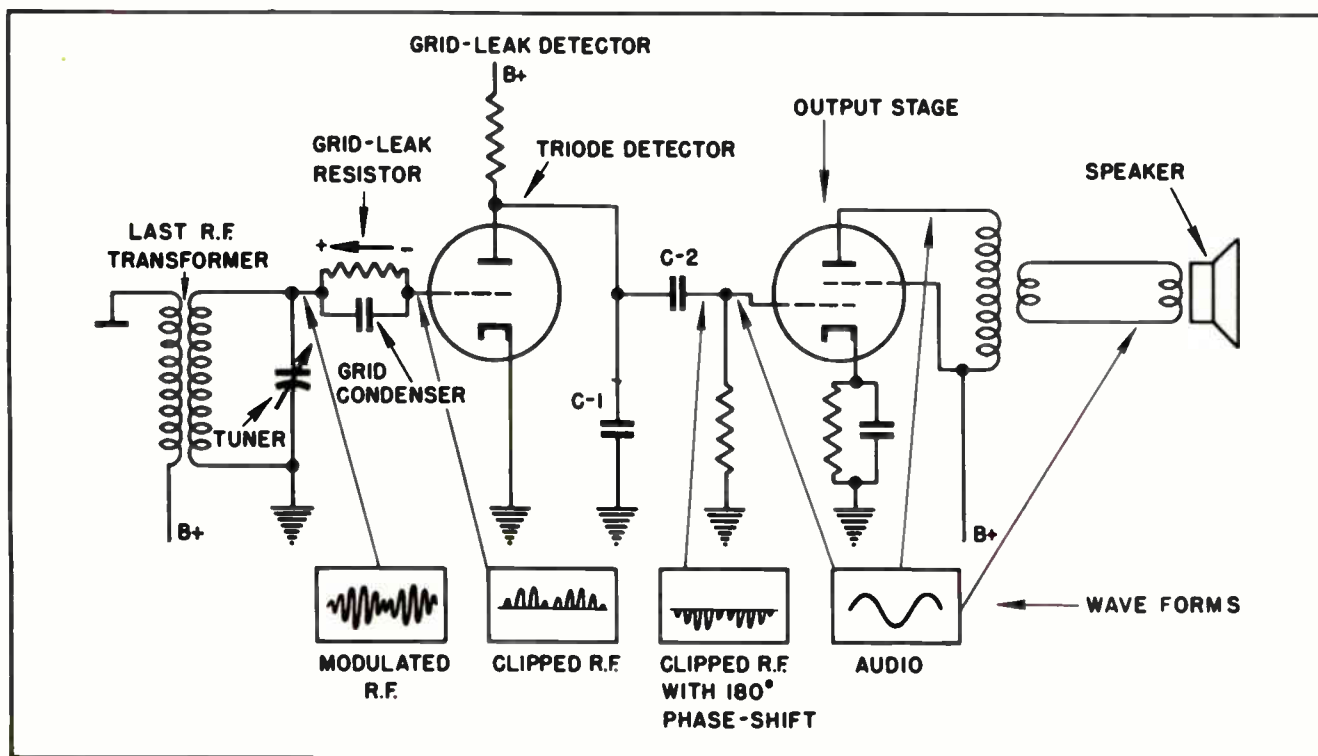 GRID-LEAK DETECTOR
B+
OUTPUT STAGE
GRID-LEAK
RESISTOR
TRIODE DETECTOR
SPEAKER
LAST R.F.
TRANSFORMER
+ -
C-2
GRID
CONDENSER
C-1
TUNER
B+
B+
WAVE FORMS
MODULATED
R.F.
CLIPPED R.F.
CLIPPED R.F.
WITH 180°
PHASE-SHIFT
AUDIO